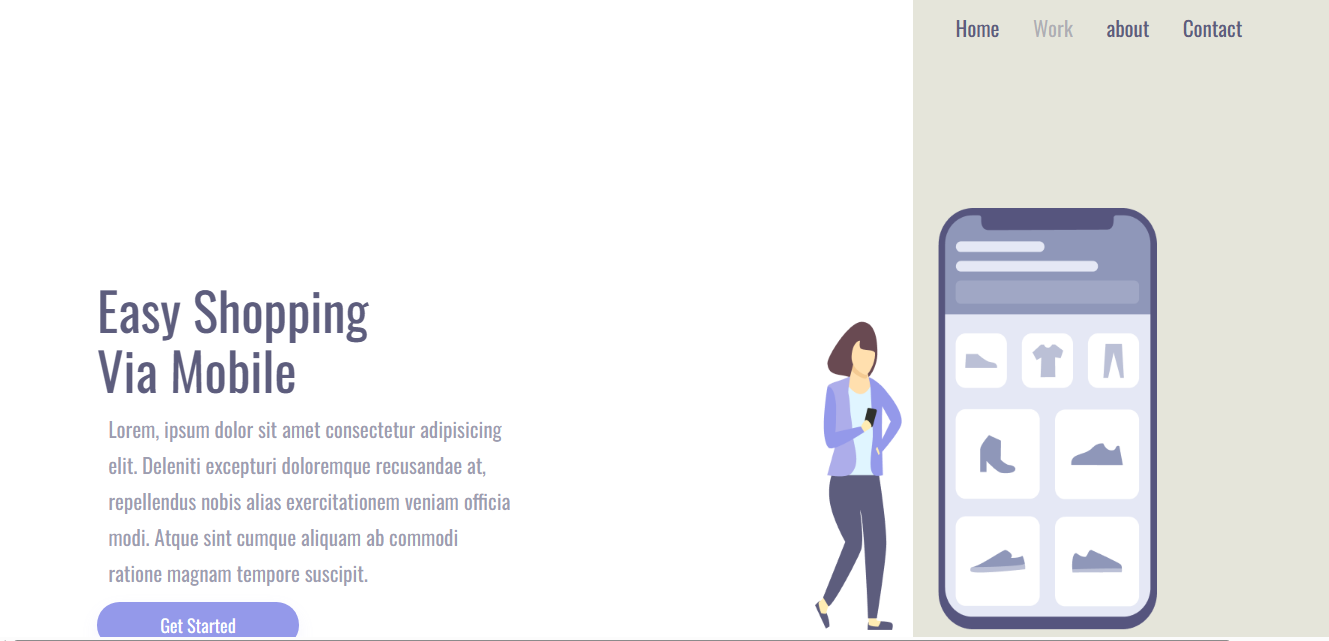 Home Work about Contact
Easy Shopping
Via Mobile
Lorem, ipsum dolor sit amet consectetur adipisicing
elit. Deleniti excepturi doloremque recusandae at,
repellendus nobis alias exercitationem veniam officia
modi. Atque sint cumque aliquam ab commodi
ratione magnam tempore suscipit.
Get Started